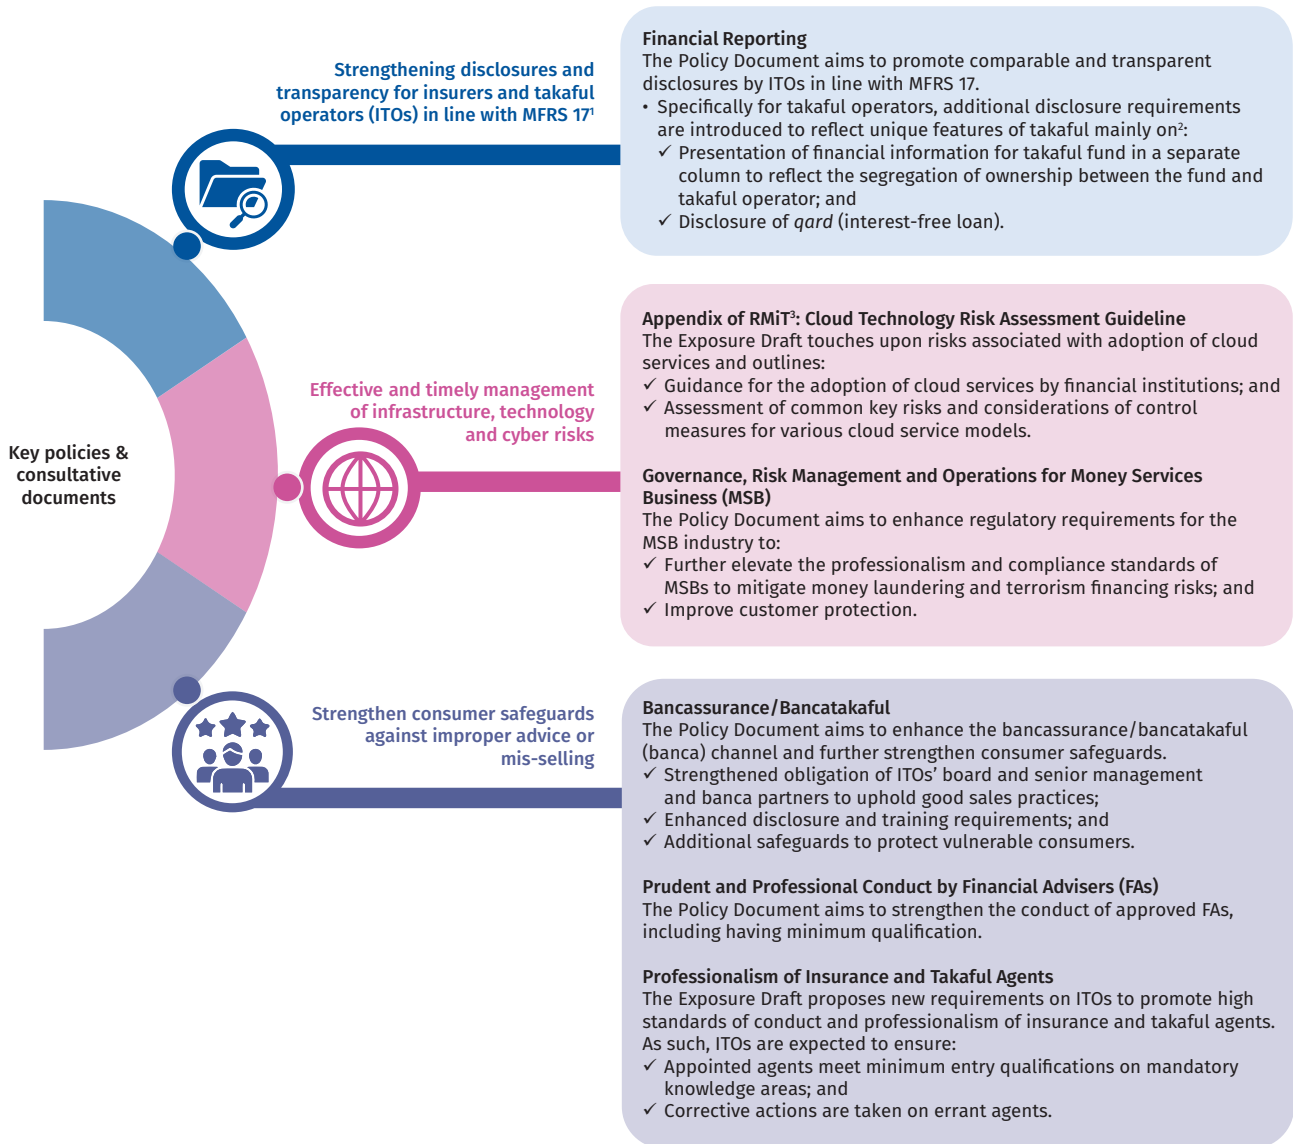 Key policies &
consultative
documents
Strengthening disclosures and
transparency for insurers and takaful
operators (ITOs) in line with MFRS 17¹
Financial Reporting
The Policy Document aims to promote comparable and transparent
disclosures by ITOs in line with MFRS 17.
• Specifically for takaful operators, additional disclosure requirements
are introduced to reflect unique features of takaful mainly on²:
✓ Presentation of financial information for takaful fund in a separate
column to reflect the segregation of ownership between the fund and
takaful operator; and
✓ Disclosure of qard (interest-free loan).
Effective and timely management
of infrastructure, technology
and cyber risks
Appendix of RMiT³: Cloud Technology Risk Assessment Guideline
The Exposure Draft touches upon risks associated with adoption of cloud
services and outlines:
✓ Guidance for the adoption of cloud services by financial institutions; and
✓ Assessment of common key risks and considerations of control
measures for various cloud service models.
Governance, Risk Management and Operations for Money Services
Business (MSB)
The Policy Document aims to enhance regulatory requirements for the
MSB industry to:
✓ Further elevate the professionalism and compliance standards of
MSBs to mitigate money laundering and terrorism financing risks; and
✓ Improve customer protection.
Strengthen consumer safeguards
against improper advice or
mis-selling
Bancassurance/Bancatakaful
The Policy Document aims to enhance the bancassurance/bancatakaful
(banca) channel and further strengthen consumer safeguards.
✓ Strengthened obligation of ITOs’ board and senior management
and banca partners to uphold good sales practices;
✓ Enhanced disclosure and training requirements; and
✓ Additional safeguards to protect vulnerable consumers.
Prudent and Professional Conduct by Financial Advisers (FAs)
The Policy Document aims to strengthen the conduct of approved FAs,
including having minimum qualification.
Professionalism of Insurance and Takaful Agents
The Exposure Draft proposes new requirements on ITOs to promote high
standards of conduct and professionalism of insurance and takaful agents.
As such, ITOs are expected to ensure:
✓ Appointed agents meet minimum entry qualifications on mandatory
knowledge areas; and
✓ Corrective actions are taken on errant agents.